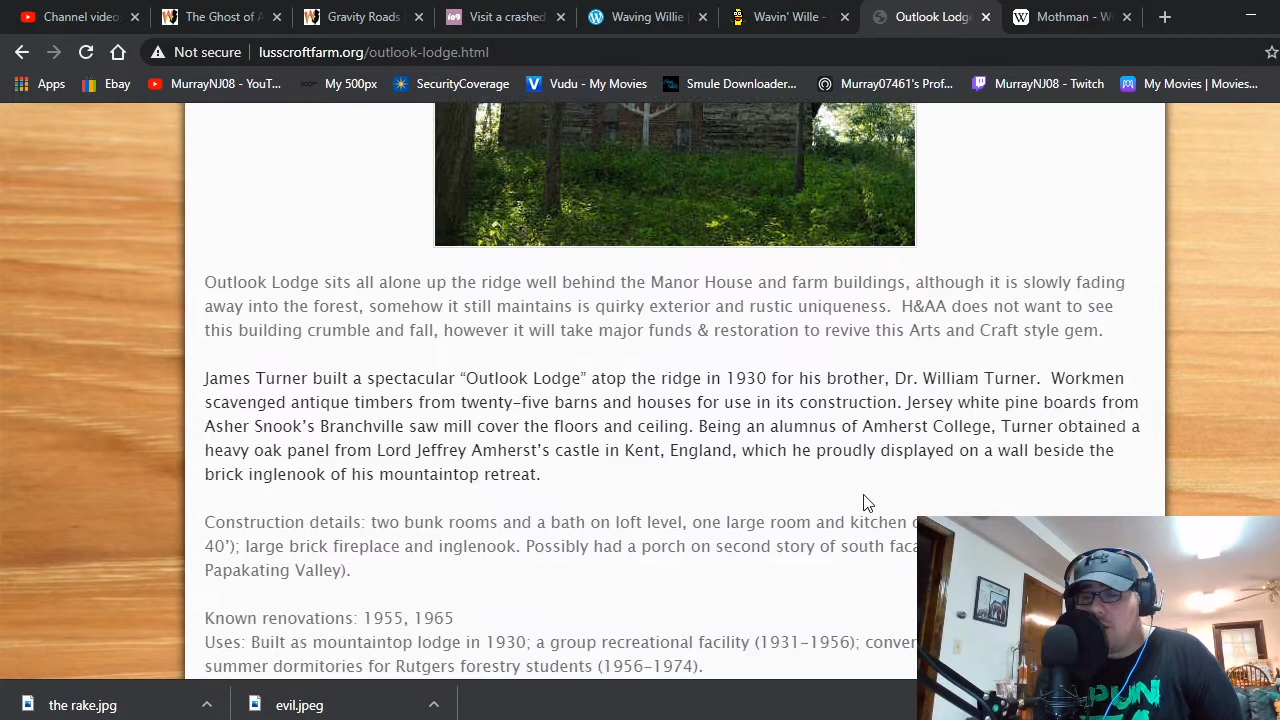 Channel video
The Ghost of A
Gravity Roads
Visit a crashed
Waving Willie
Wavin' Wille -
Outlook Lodg
Mothman - W
Not secure
lusscroftfarm.org/outlook-lodge.html
Apps
Ebay
MurrayNJ08 - YouT...
My 500px
SecurityCoverage
Vudu - My Movies
Smule Downloader...
Murray07461's Prof...
MurrayNJ08 - Twitch
My Movies | Movies...
Outlook Lodge sits all alone up the ridge well behind the Manor House and farm buildings, although it is slowly fading
away into the forest, somehow it still maintains is quirky exterior and rustic uniqueness. H&AA does not want to see
this building crumble and fall, however it will take major funds & restoration to revive this Arts and Craft style gem.
James Turner built a spectacular “Outlook Lodge” atop the ridge in 1930 for his brother, Dr. William Turner. Workmen
scavenged antique timbers from twenty-five barns and houses for use in its construction. Jersey white pine boards from
Asher Snook’s Branchville saw mill cover the floors and ceiling. Being an alumnus of Amherst College, Turner obtained a
heavy oak panel from Lord Jeffrey Amherst’s castle in Kent, England, which he proudly displayed on a wall beside the
brick inglenook of his mountaintop retreat.
Construction details: two bunk rooms and a bath on loft level, one large room and kitchen
40’); large brick fireplace and inglenook. Possibly had a porch on second story of south faca
Papakating Valley).
Known renovations: 1955, 1965
Uses: Built as mountaintop lodge in 1930; a group recreational facility (1931-1956); conver
summer dormitories for Rutgers forestry students (1956-1974).
the rake.jpg
evil.jpeg